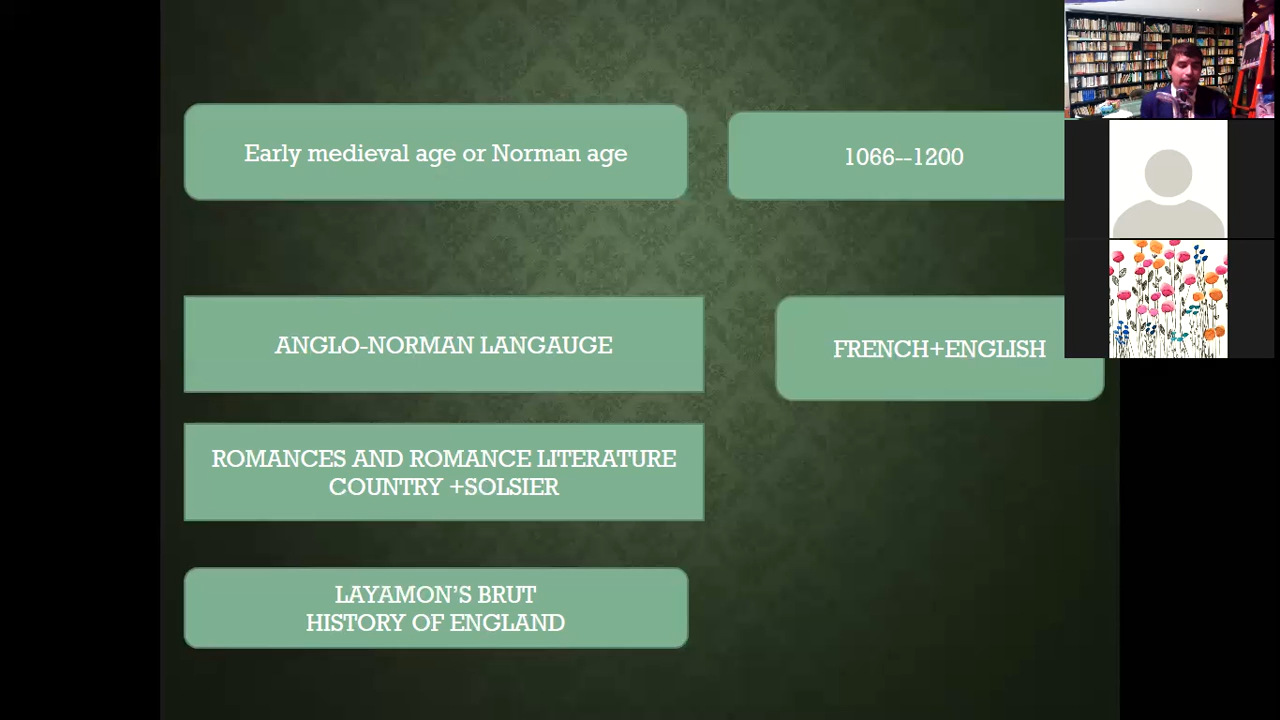 Early medieval age or Norman age
1066--1200
ANGLO-NORMAN LANGAUGE
FRENCH+ENGLISH
ROMANCES AND ROMANCE LITERATURE
COUNTRY +SOLSIER
LAYAMON'S BRUT
HISTORY OF ENGLAND